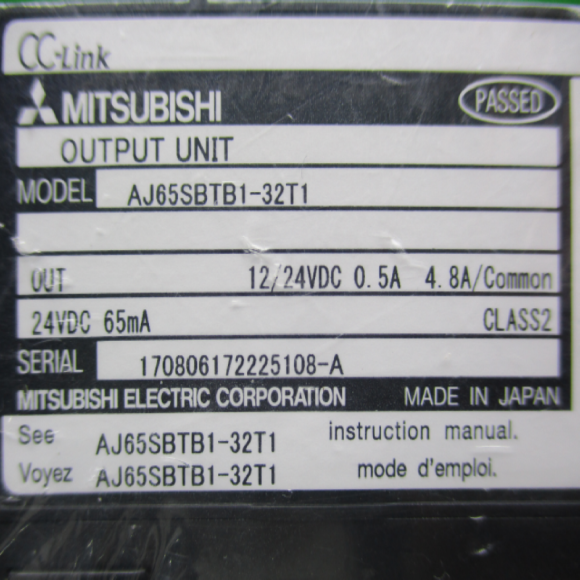 CC-Link
MITSUBISHI PASSED
OUTPUT UNIT
MODEL AJ65SBTB1-32T1
OUT 12/24VDC 0.5A 4.8A/Common
24VDC 65mA CLASS2
SERIAL 170806172225108-A
MITSUBISHI ELECTRIC CORPORATION MADE IN JAPAN
See AJ65SBTB1-32T1 instruction manual.
Voyez AJ65SBTB1-32T1 mode d'emploi.